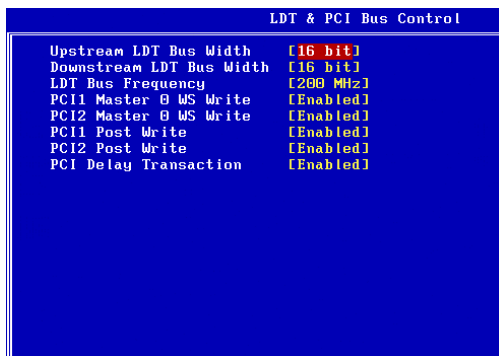 LDT & PCI Bus Control
Upstream LDT Bus Width [16 bit]
Downstream LDT Bus Width [16 bit]
LDT Bus Frequency [200 MHz]
PCI1 Master 0 WS Write [Enabled]
PCI2 Master 0 WS Write [Enabled]
PCI1 Post Write [Enabled]
PCI2 Post Write [Enabled]
PCI Delay Transaction [Enabled]